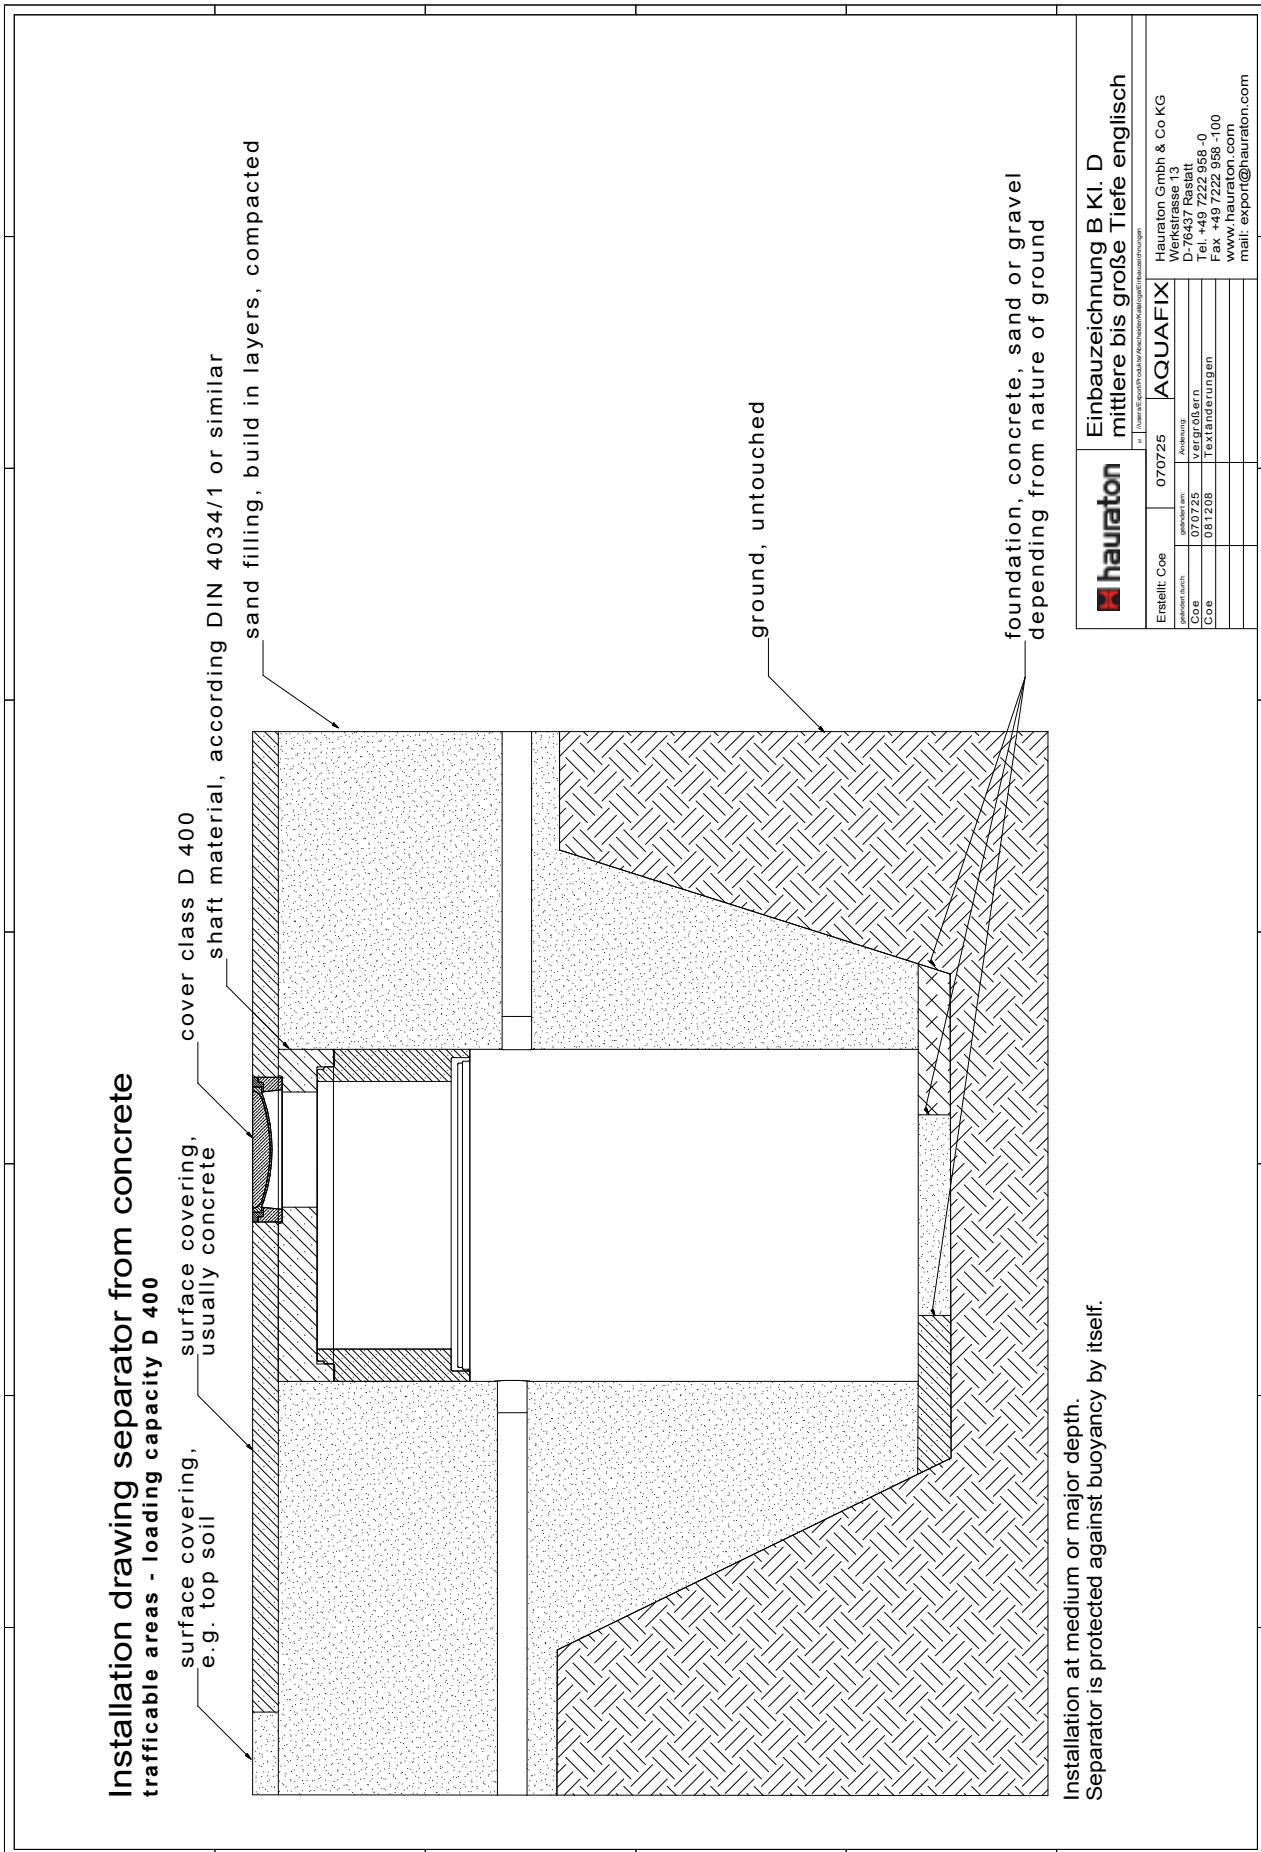 Installation drawing separator from concrete
trafficable areas - loading capacity D 400
surface covering,
e.g. top soil
surface covering,
usually concrete
cover class D 400
shaft material, according DIN 4034/1 or similar
sand filling, build in layers, compacted
ground, untouched
foundation, concrete, sand or gravel
depending from nature of ground
Installation at medium or major depth.
Separator is protected against buoyancy by itself.
hauraton
Einbauzeichnung B Kl. D
mittlere bis große Tiefe englisch
Erstellt: Coe
070725
AQUAFIX
geändert durch:
geändert am:
Änderung:
Coe
070725
vergrößern
Coe
081208
Textänderungen
Hauraton Gmbh & Co KG
Werkstrasse 13
D-76437 Rastatt
Tel. +49 7222 958 -0
Fax +49 7222 958 -100
www.hauraton.com
mail: export@hauraton.com